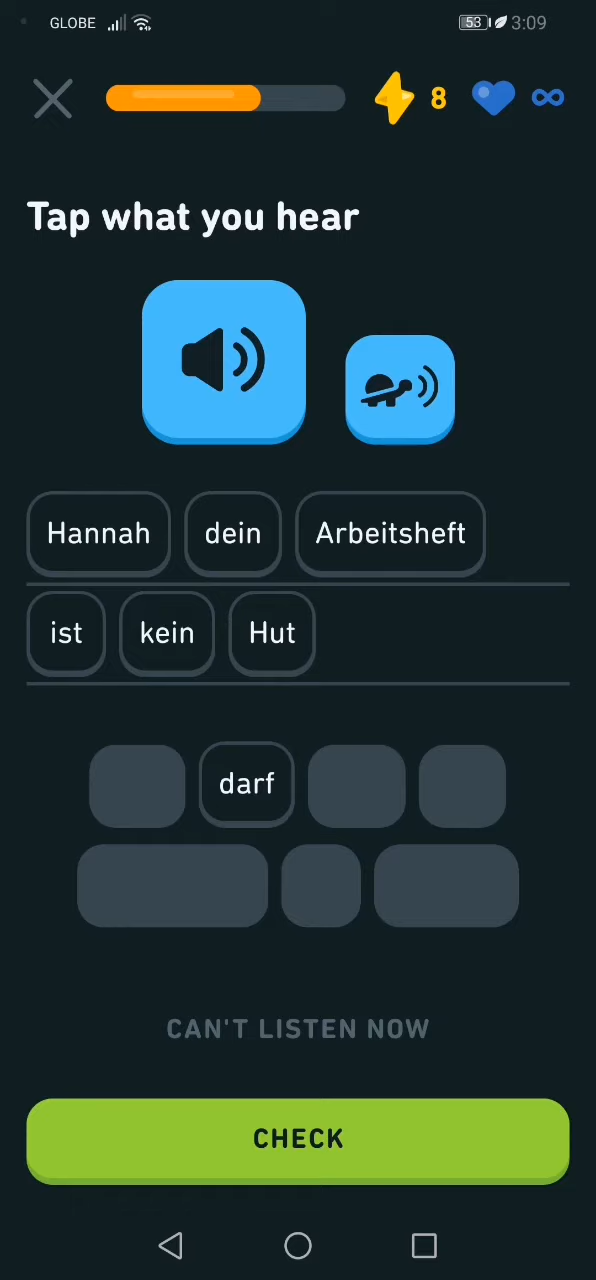 GLOBE 53 3:09
8 ∞
Tap what you hear
Hannah dein Arbeitsheft
ist kein Hut
darf
CAN'T LISTEN NOW
CHECK